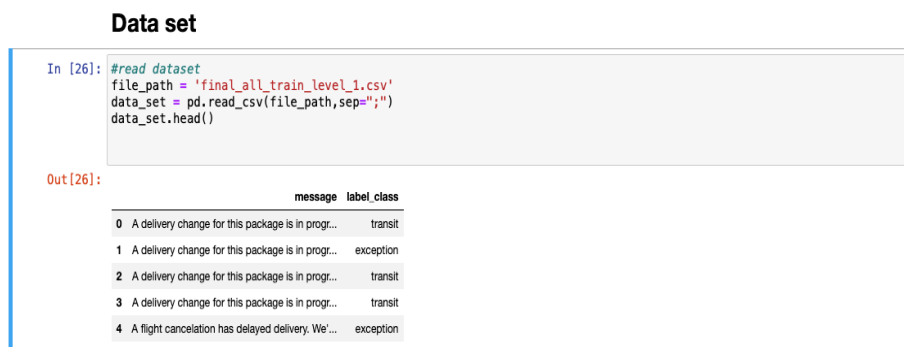 Data set
In [26]: #read dataset
file_path = 'final_all_train_level_1.csv'
data_set = pd.read_csv(file_path,sep=";")
data_set.head()
Out[26]:
message label_class
0 A delivery change for this package is in progr... transit
1 A delivery change for this package is in progr... exception
2 A delivery change for this package is in progr... transit
3 A delivery change for this package is in progr... transit
4 A flight cancelation has delayed delivery. We'... exception